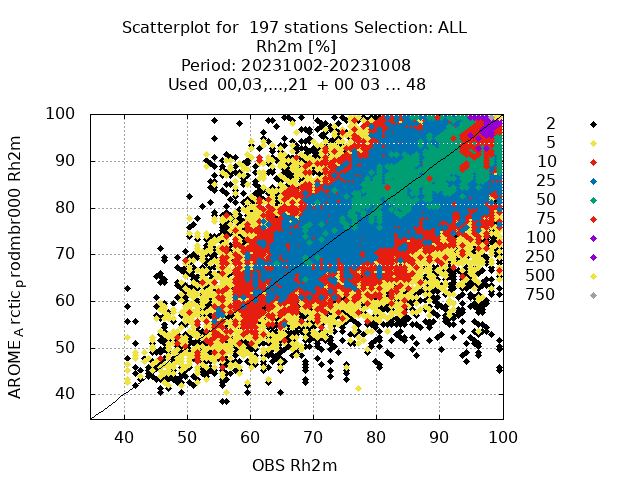 Scatterplot for 197 stations Selection: ALL
Rh2m [%]
Period: 20231002-20231008
Used 00,03,...,21 + 00 03 ... 48
AROME_Arctic_prodmbr000 Rh2m
100
90
80
70
60
50
40
40 50 60 70 80 90 100
OBS Rh2m
2
5
10
25
50
75
100
250
500
750